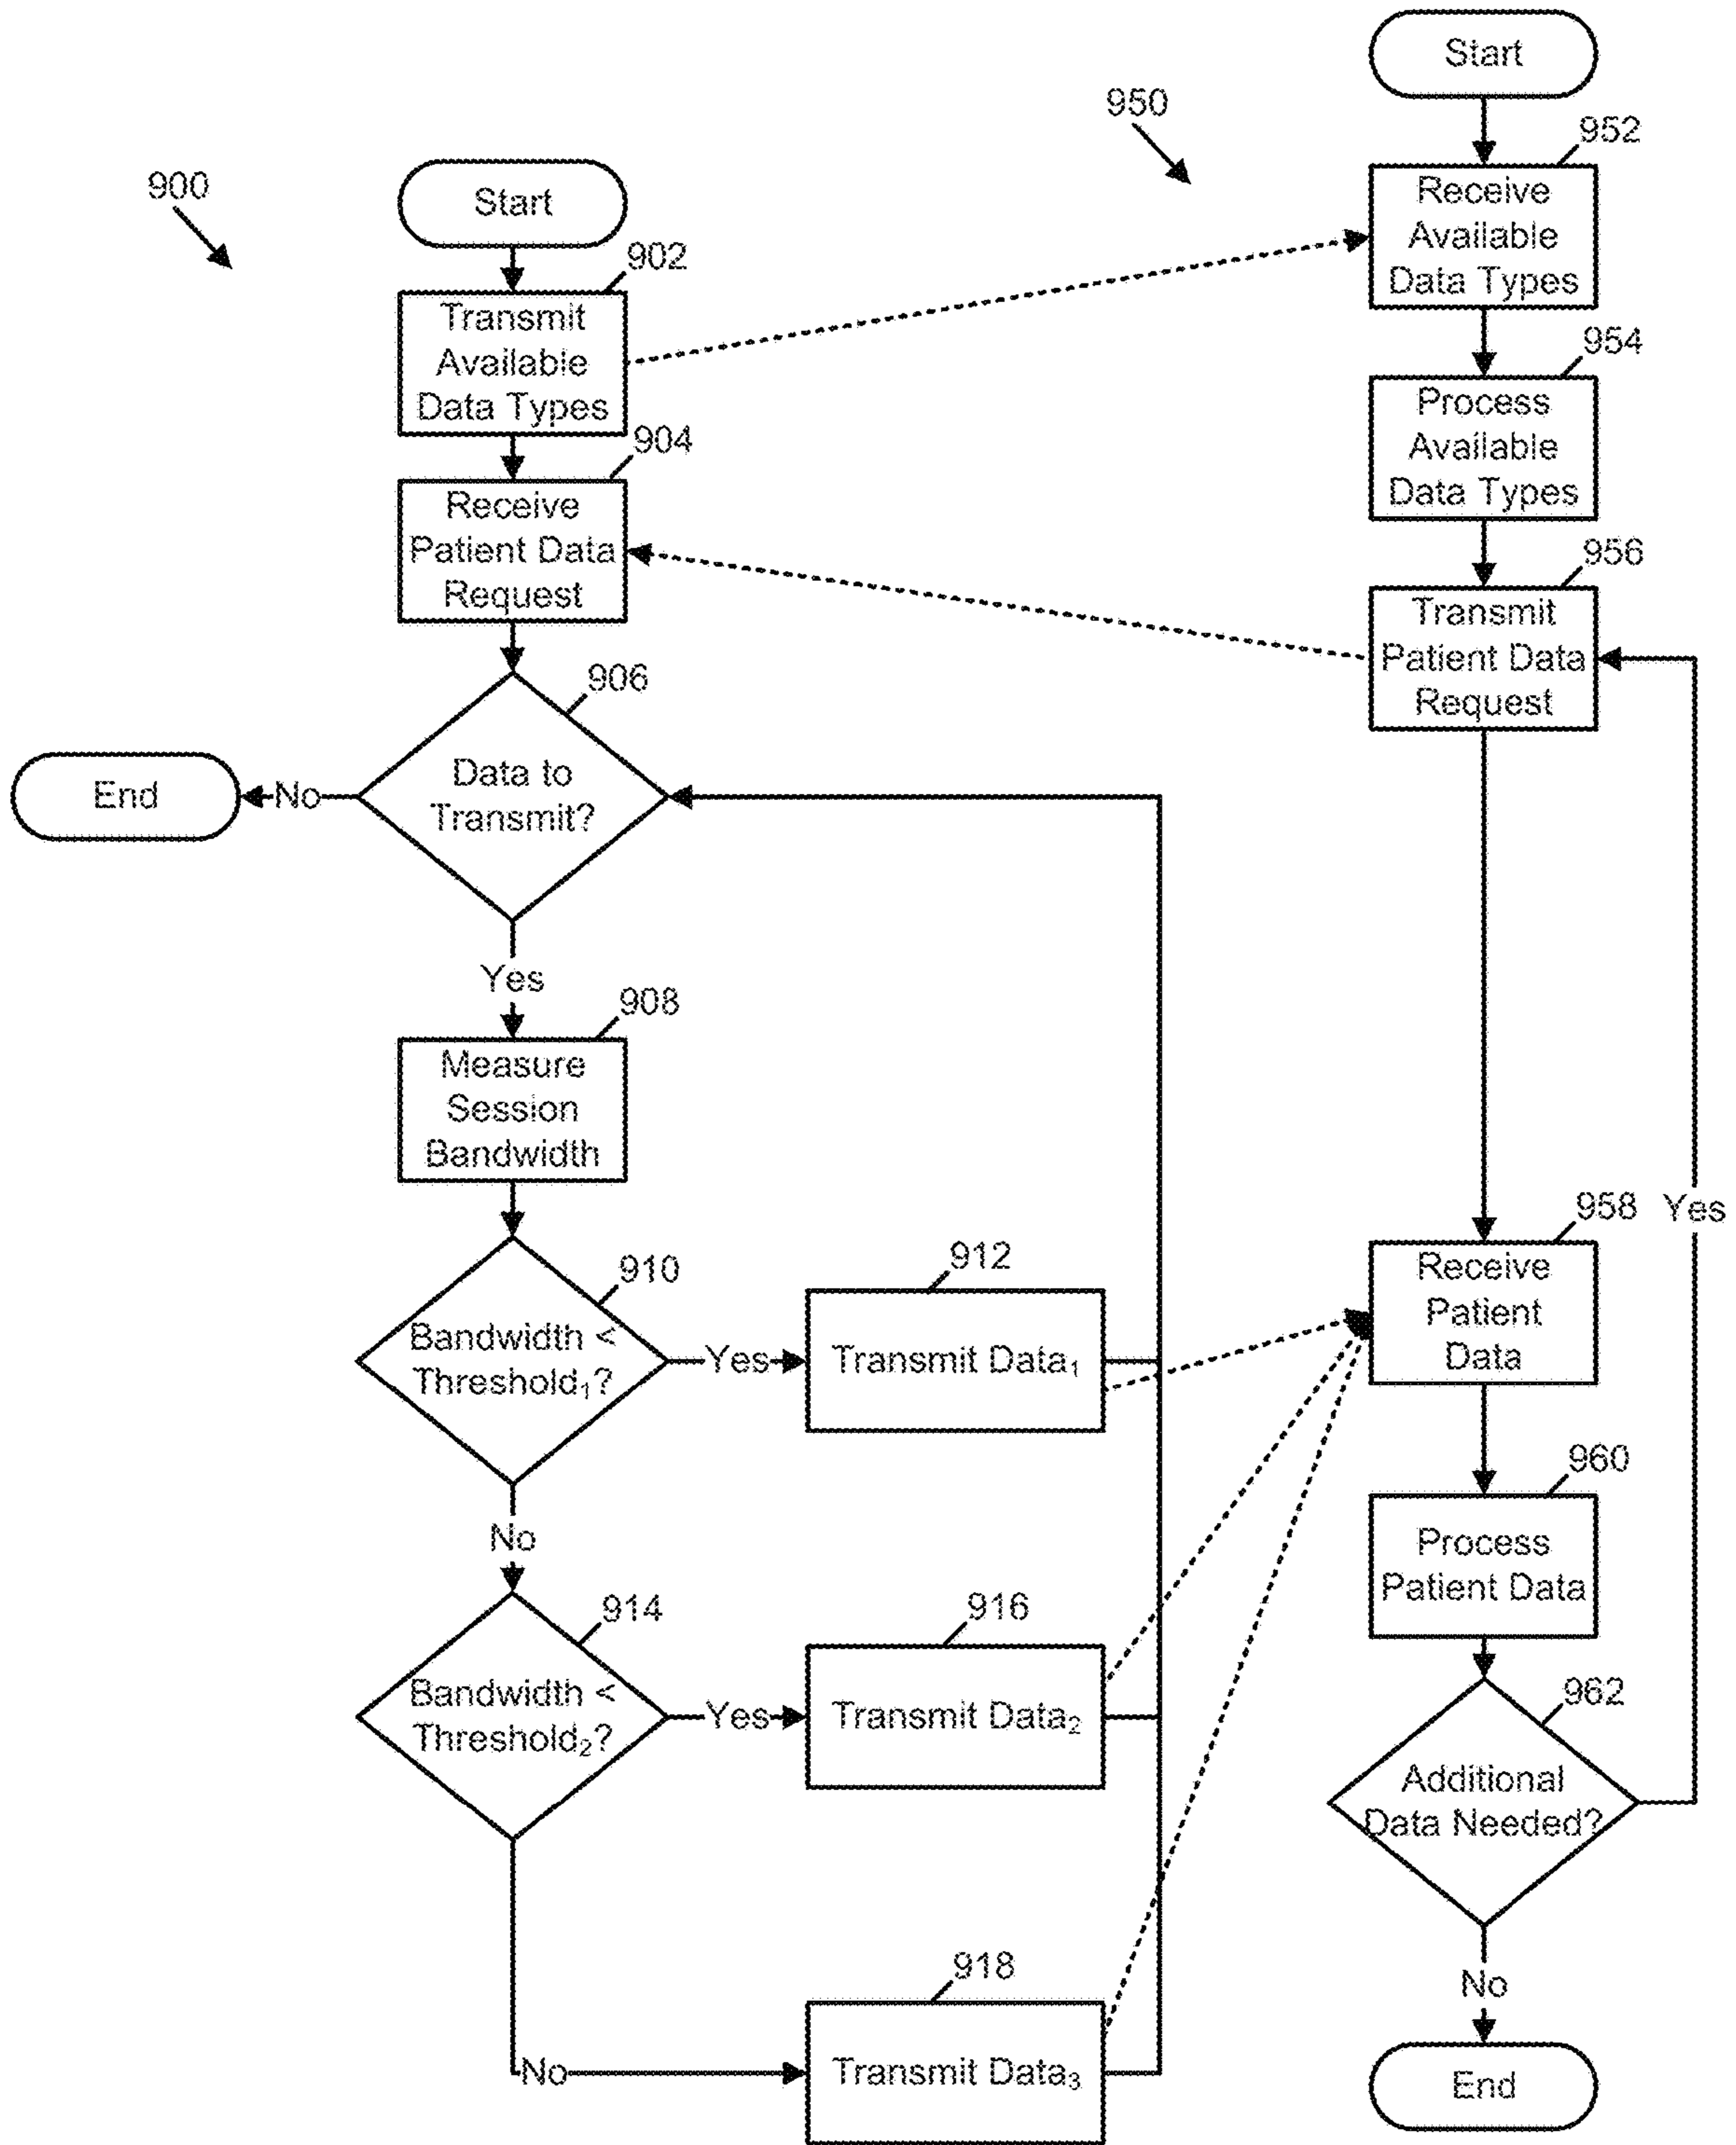 900
Start
902
Transmit
Available
Data Types
904
Receive
Patient Data
Request
906
Data to
Transmit?
No
End
Yes
908
Measure
Session
Bandwidth
910
Bandwidth <
Threshold₁?
Yes
912
Transmit Data₁
No
914
Bandwidth <
Threshold₂?
Yes
916
Transmit Data₂
No
918
Transmit Data₃
950
Start
952
Receive
Available
Data Types
954
Process
Available
Data Types
956
Transmit
Patient Data
Request
958
Receive
Patient
Data
960
Process
Patient Data
962
Additional
Data Needed?
Yes
No
End